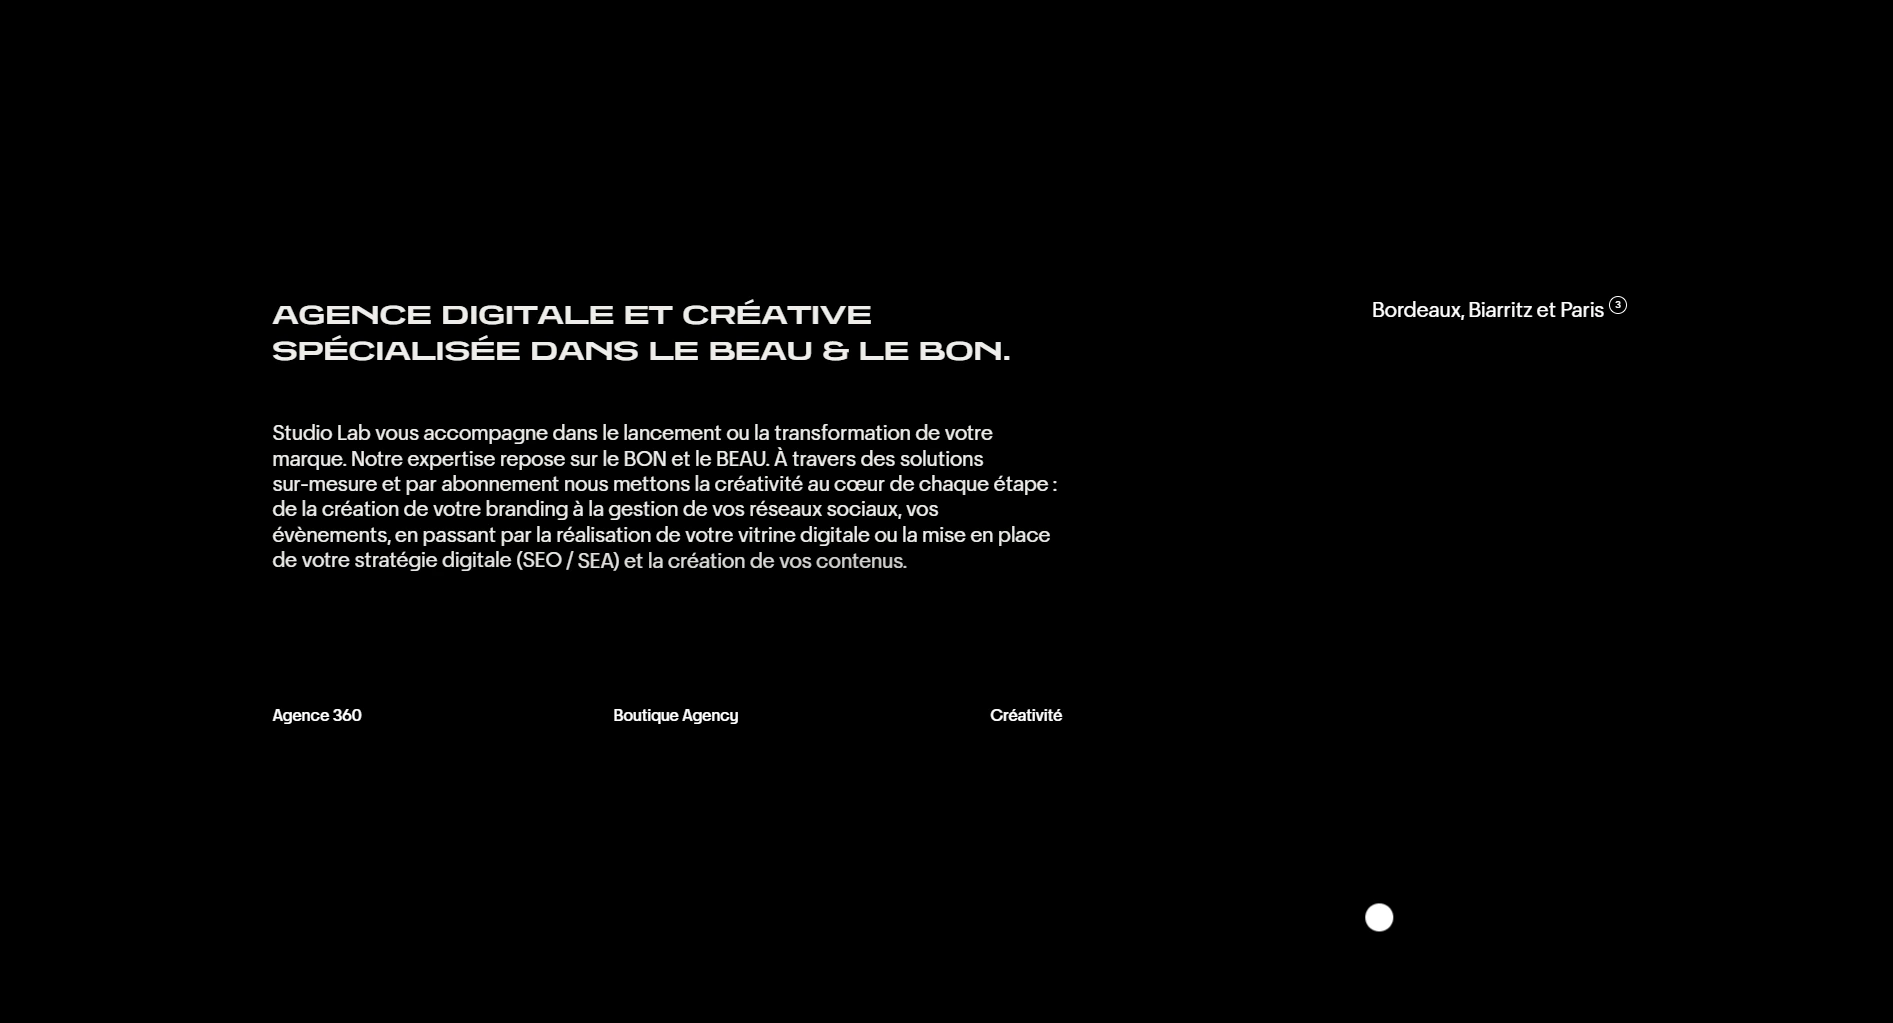 AGENCE DIGITALE ET CRÉATIVE
SPÉCIALISÉE DANS LE BEAU & LE BON.
Bordeaux, Biarritz et Paris 3
Studio Lab vous accompagne dans le lancement ou la transformation de votre
marque. Notre expertise repose sur le BON et le BEAU. À travers des solutions
sur-mesure et par abonnement nous mettons la créativité au cœur de chaque étape :
de la création de votre branding à la gestion de vos réseaux sociaux, vos
évènements, en passant par la réalisation de votre vitrine digitale ou la mise en place
de votre stratégie digitale (SEO / SEA) et la création de vos contenus.
Agence 360
Boutique Agency
Créativité